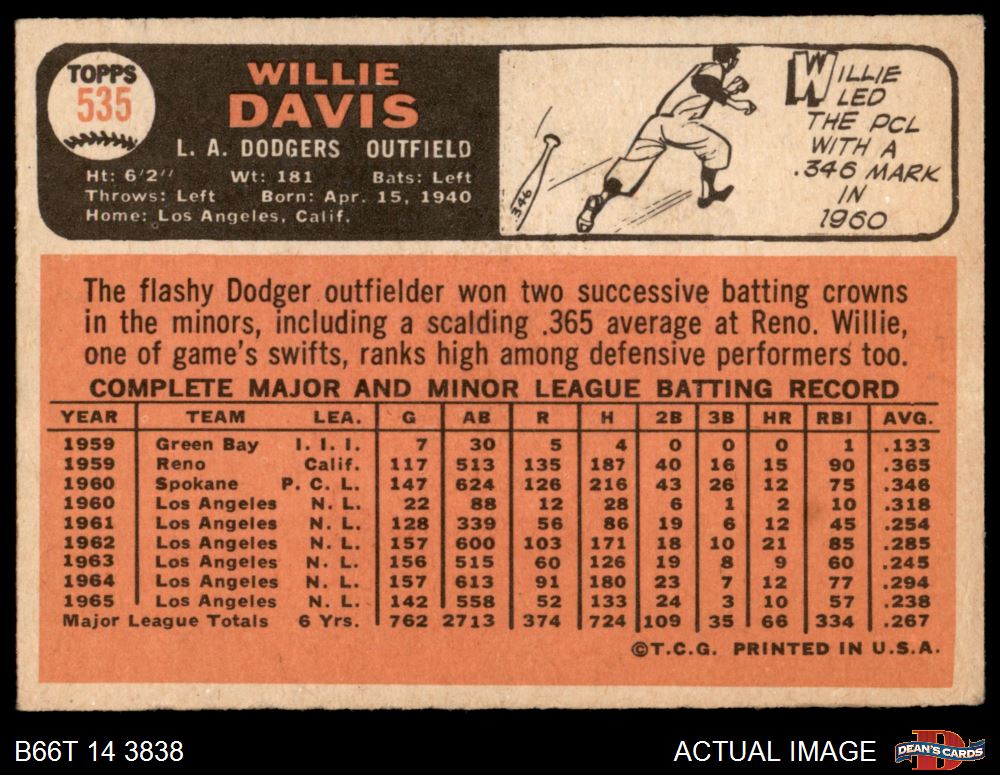 TOPPS
535
WILLIE
DAVIS
L. A. DODGERS OUTFIELD
Ht: 6'2" Wt: 181 Bats: Left
Throws: Left Born: Apr. 15, 1940
Home: Los Angeles, Calif.
.346
WILLIE
LED
THE PCL
WITH A
.346 MARK
IN
1960
The flashy Dodger outfielder won two successive batting crowns
in the minors, including a scalding .365 average at Reno. Willie,
one of game's swifts, ranks high among defensive performers too.
COMPLETE MAJOR AND MINOR LEAGUE BATTING RECORD
YEAR TEAM LEA. G AB R H 2B 3B HR RBI AVG.
1959 Green Bay I. I. I. 7 30 5 4 0 0 0 1 .133
1959 Reno Calif. 117 513 135 187 40 16 15 90 .365
1960 Spokane P. C. L. 147 624 126 216 43 26 12 75 .346
1960 Los Angeles N. L. 22 88 12 28 6 1 2 10 .318
1961 Los Angeles N. L. 128 339 56 86 19 6 12 45 .254
1962 Los Angeles N. L. 157 600 103 171 18 10 21 85 .285
1963 Los Angeles N. L. 156 515 60 126 19 8 9 60 .245
1964 Los Angeles N. L. 157 613 91 180 23 7 12 77 .294
1965 Los Angeles N. L. 142 558 52 133 24 3 10 57 .238
Major League Totals 6 Yrs. 762 2713 374 724 109 35 66 334 .267
©T.C.G. PRINTED IN U.S.A.
B66T 14 3838
ACTUAL IMAGE
DEAN'S CARDS